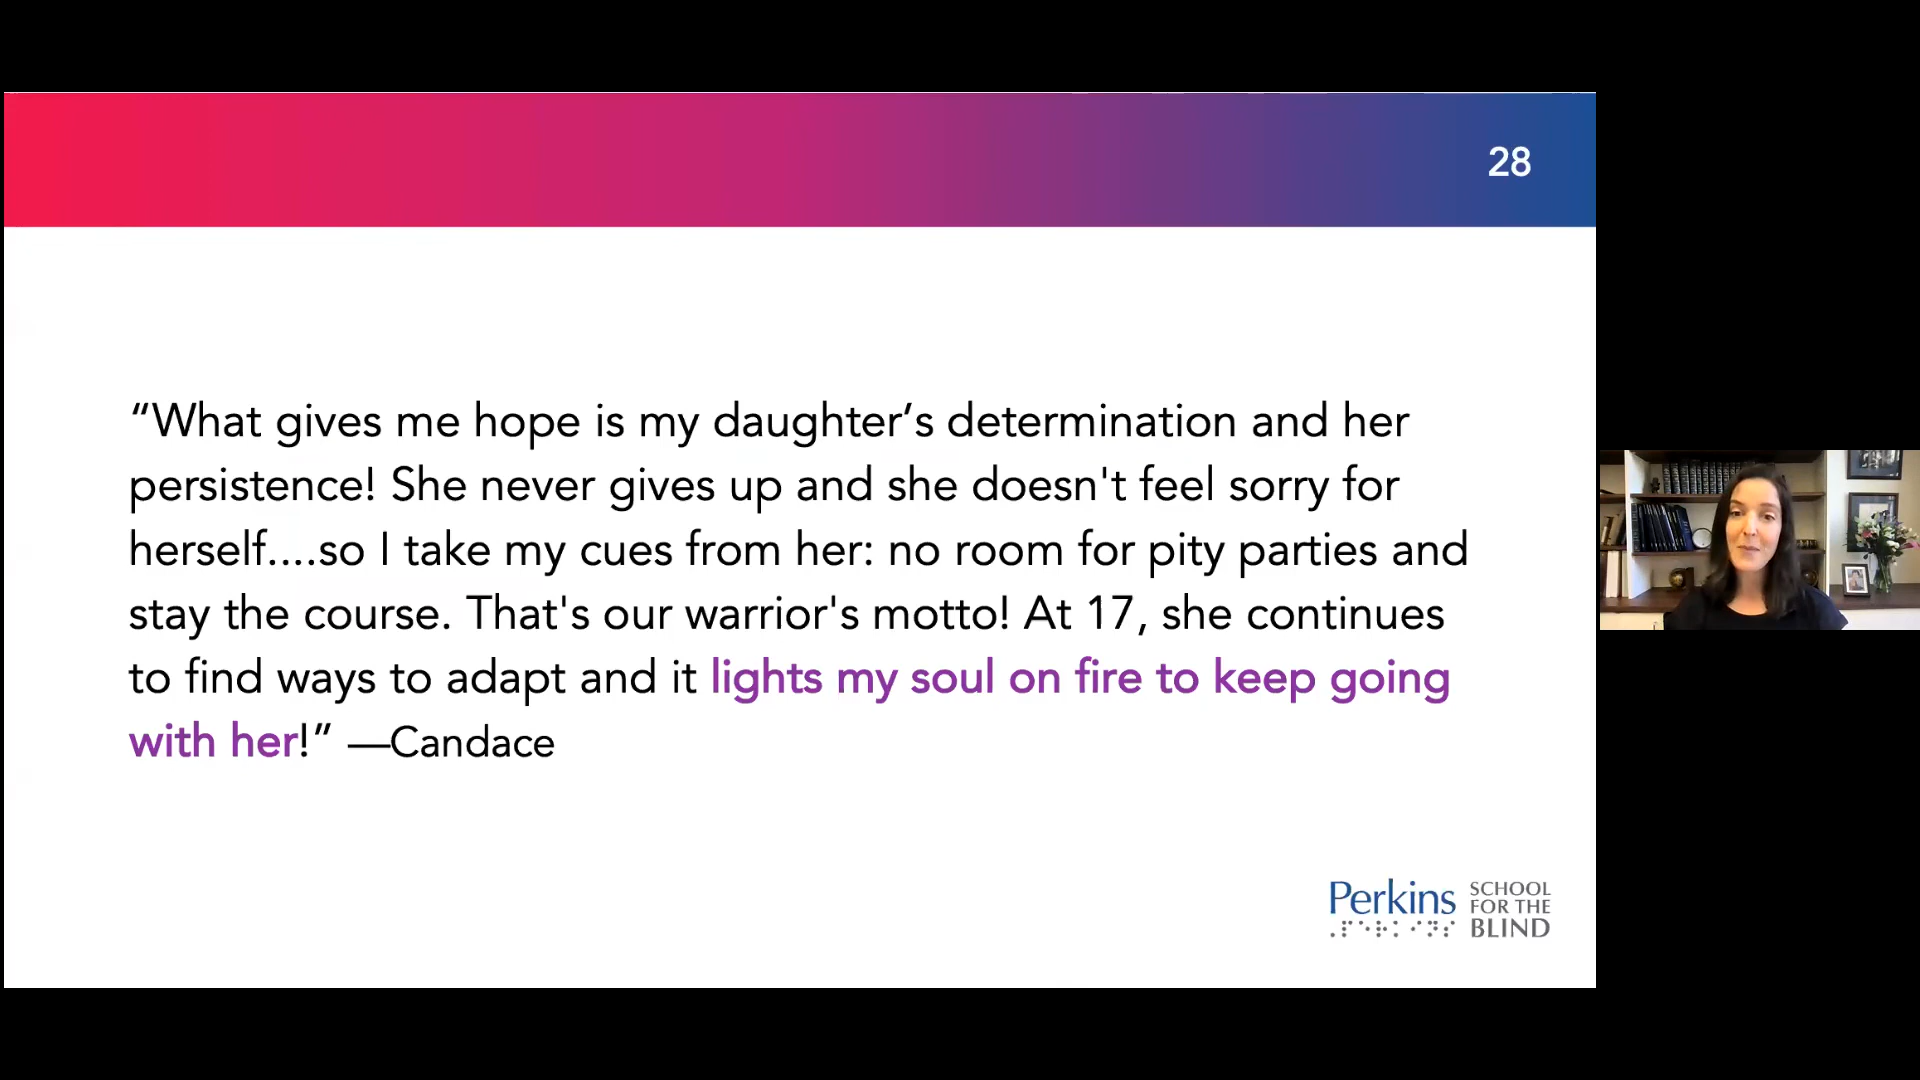 28
“What gives me hope is my daughter’s determination and her
persistence! She never gives up and she doesn't feel sorry for
herself....so I take my cues from her: no room for pity parties and
stay the course. That's our warrior's motto! At 17, she continues
to find ways to adapt and it lights my soul on fire to keep going
with her!” —Candace
Perkins SCHOOL
FOR THE
BLIND
⠠⠏⠑⠗⠅⠊⠝⠎